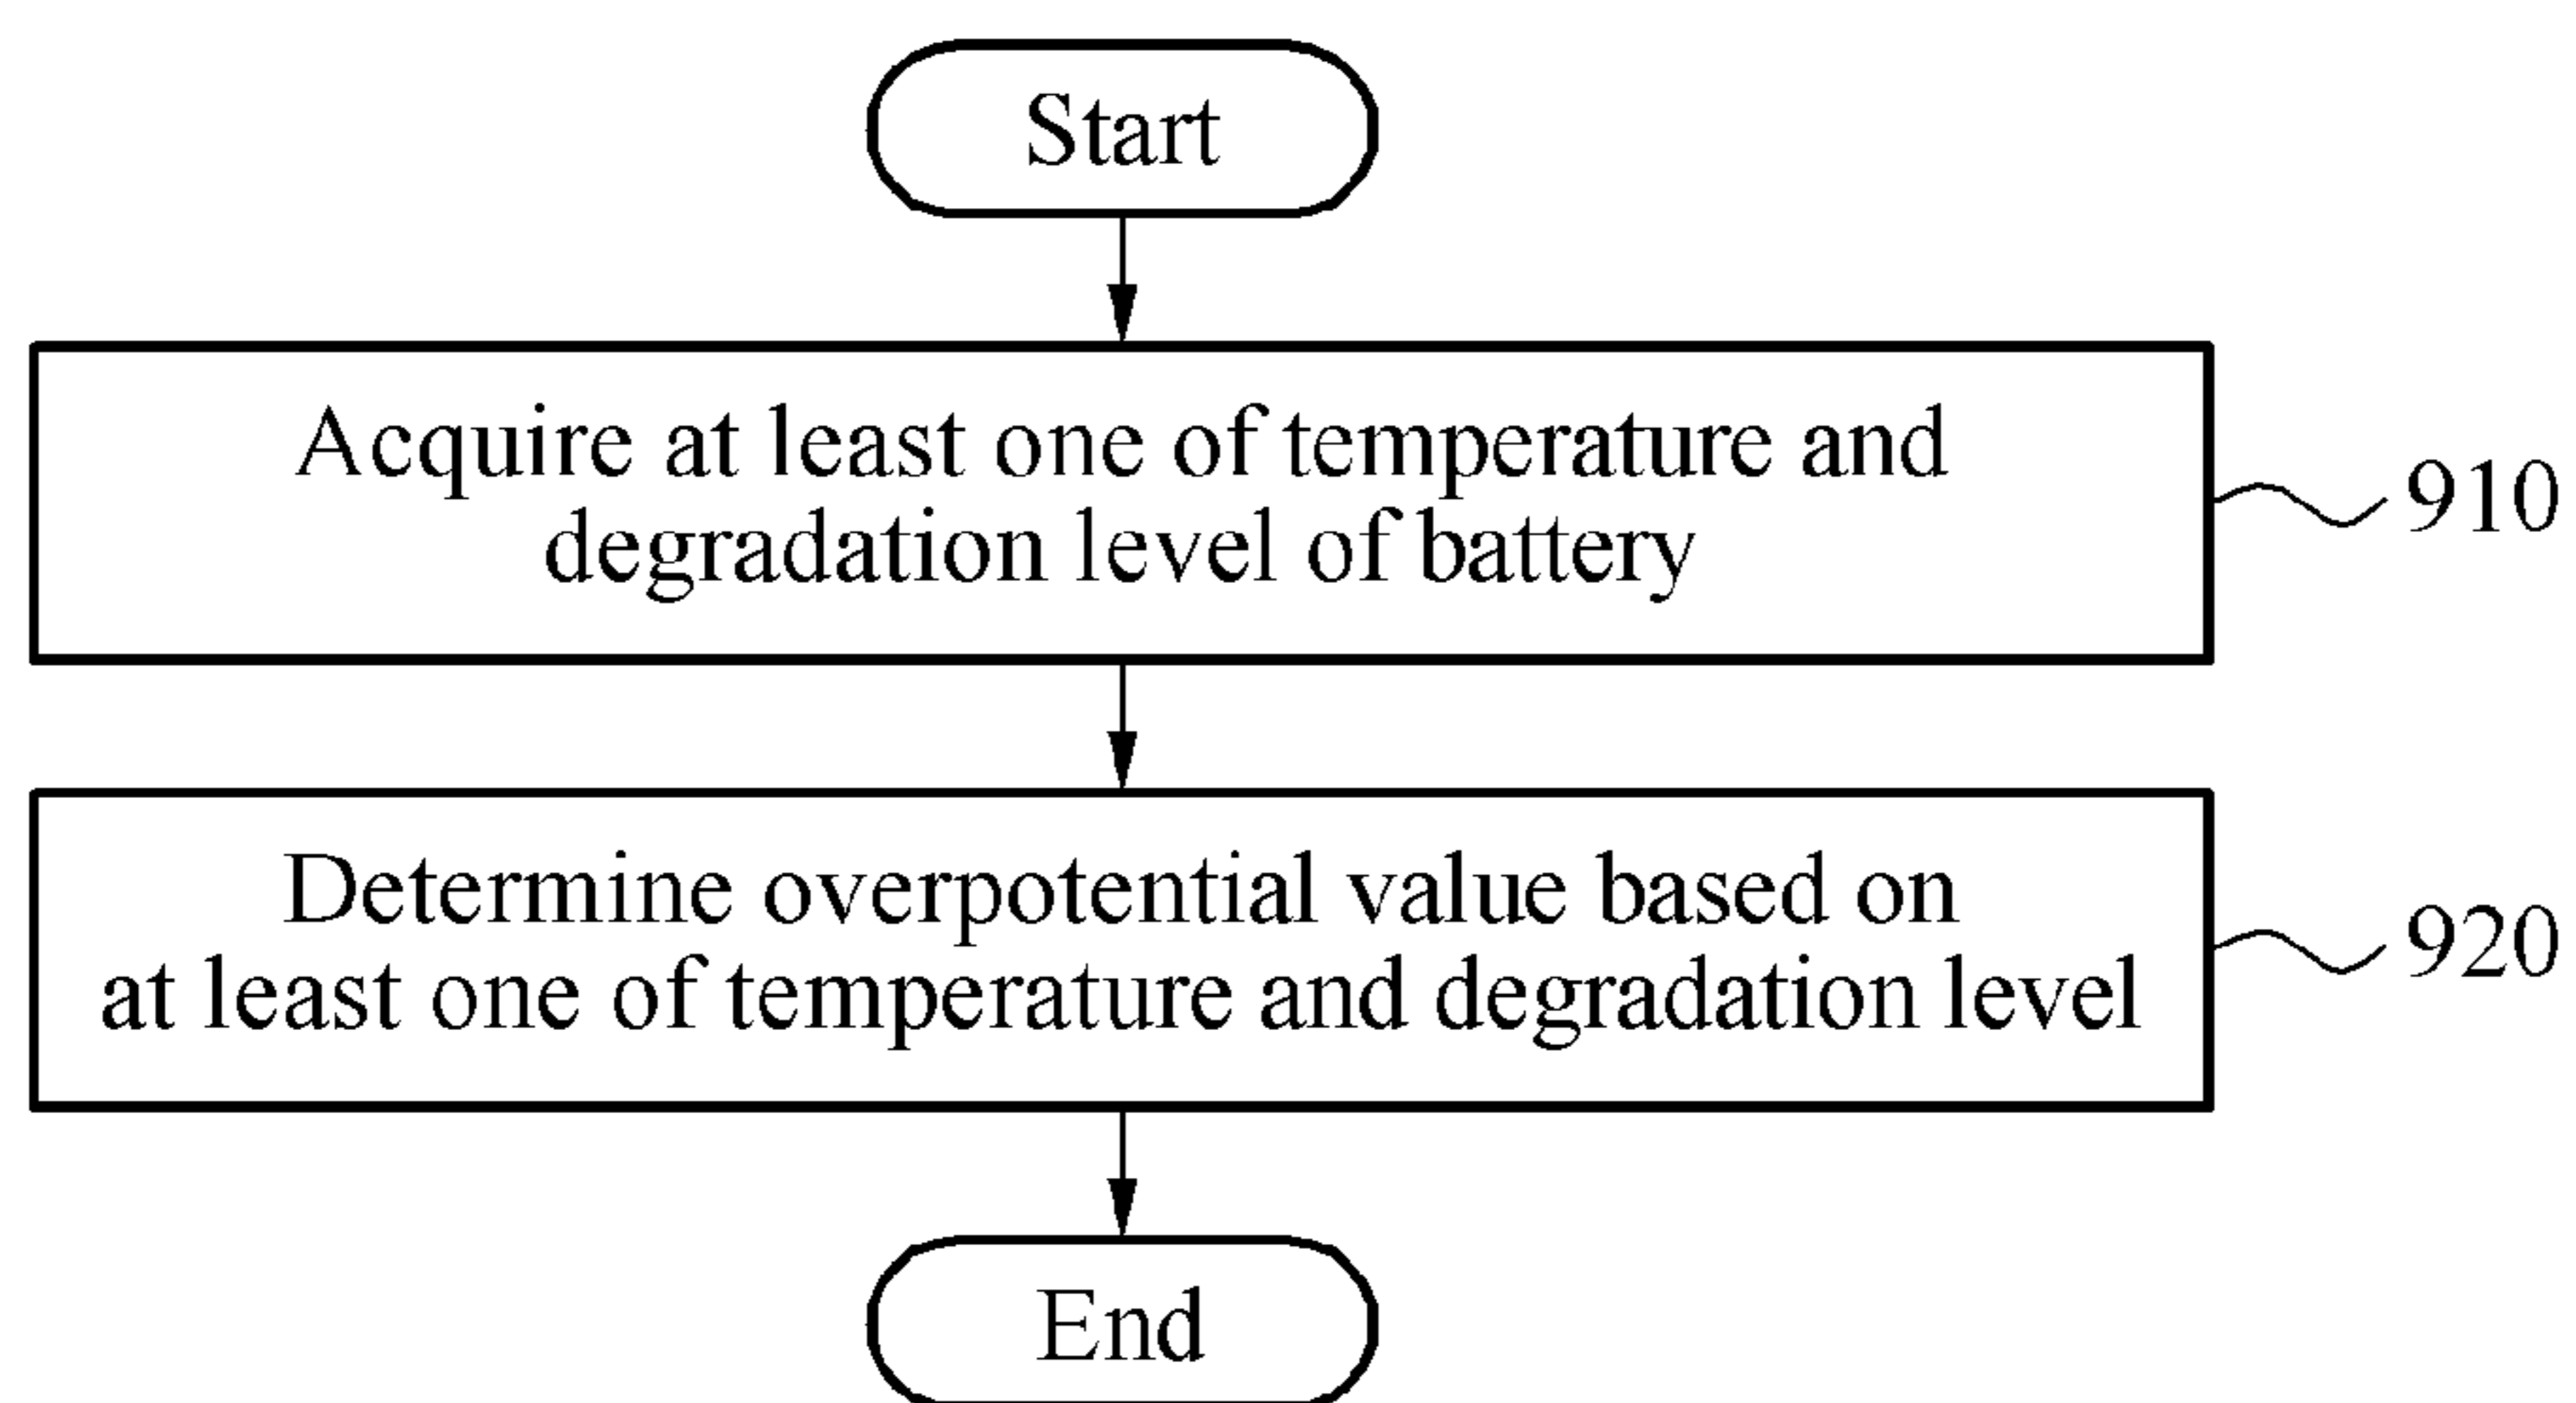 Start
Acquire at least one of temperature and
degradation level of battery
910
Determine overpotential value based on
at least one of temperature and degradation level
920
End